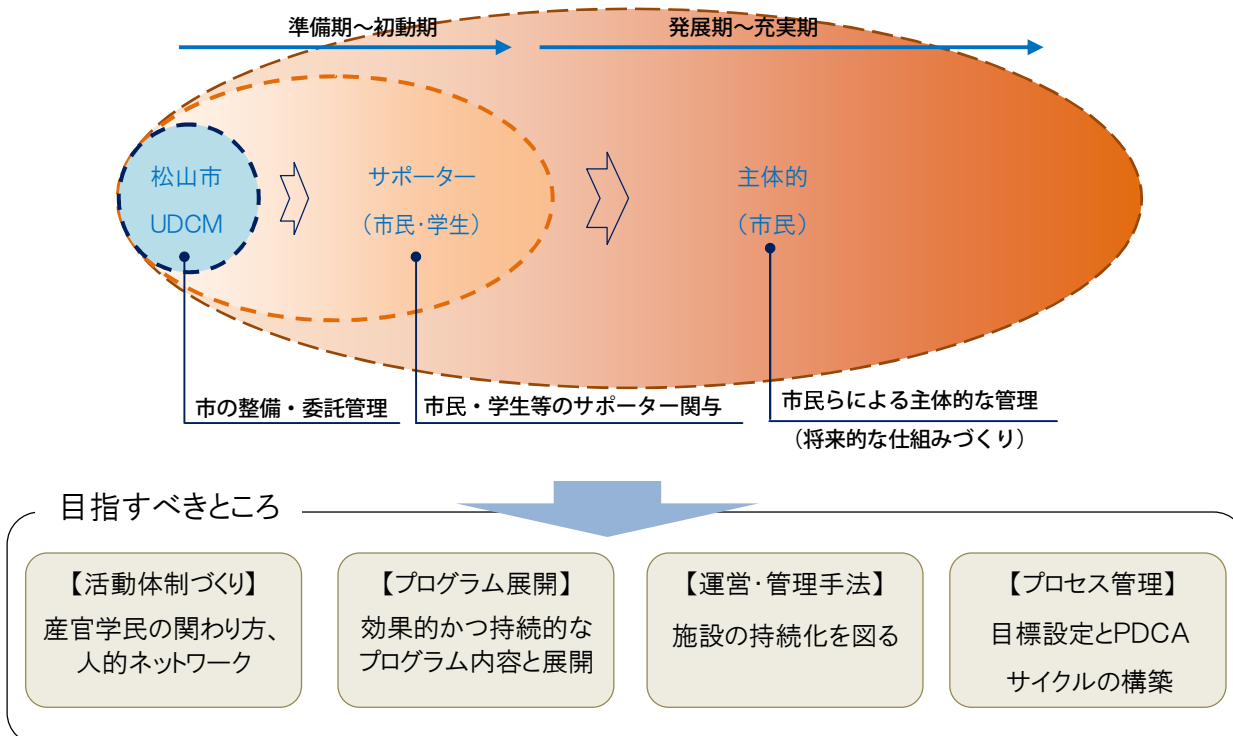 準備期～初動期
発展期～充実期
松山市
UDCM
サポーター
（市民・学生）
主体的
（市民）
市の整備・委託管理
市民・学生等のサポーター関与
市民らによる主体的な管理
（将来的な仕組みづくり）
目指すべきところ
【活動体制づくり】
産官学民の関わり方、
人的ネットワーク
【プログラム展開】
効果的かつ持続的な
プログラム内容と展開
【運営・管理手法】
施設の持続化を図る
【プロセス管理】
目標設定とPDCA
サイクルの構築